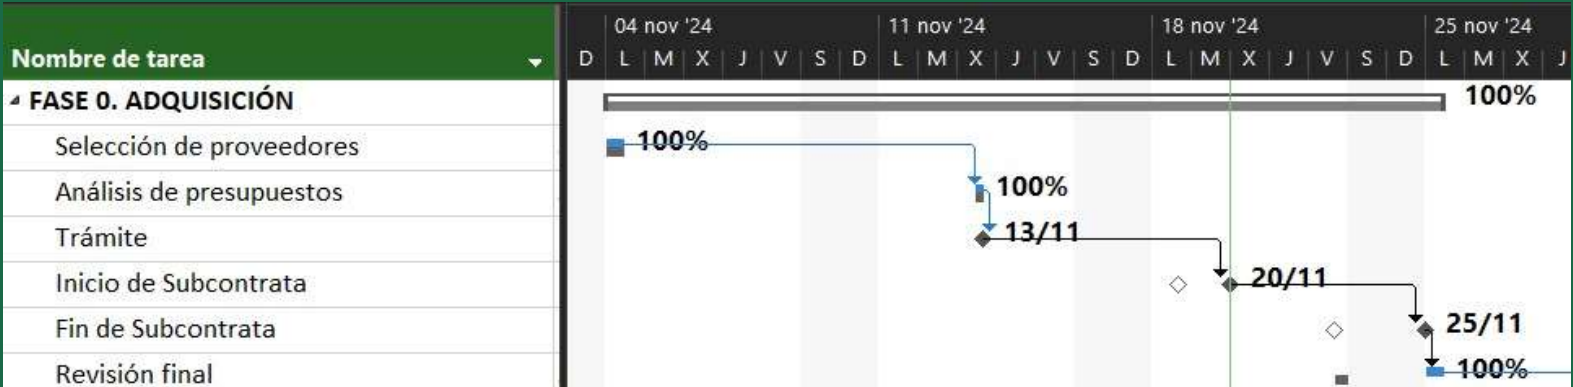 04 nov '24 11 nov '24 18 nov '24 25 nov '24
Nombre de tarea D L M X J V S D L M X J V S D L M X J V S D L M X J
FASE 0. ADQUISICIÓN 100%
Selección de proveedores 100%
Análisis de presupuestos 100%
Trámite 13/11
Inicio de Subcontrata 20/11
Fin de Subcontrata 25/11
Revisión final 100%